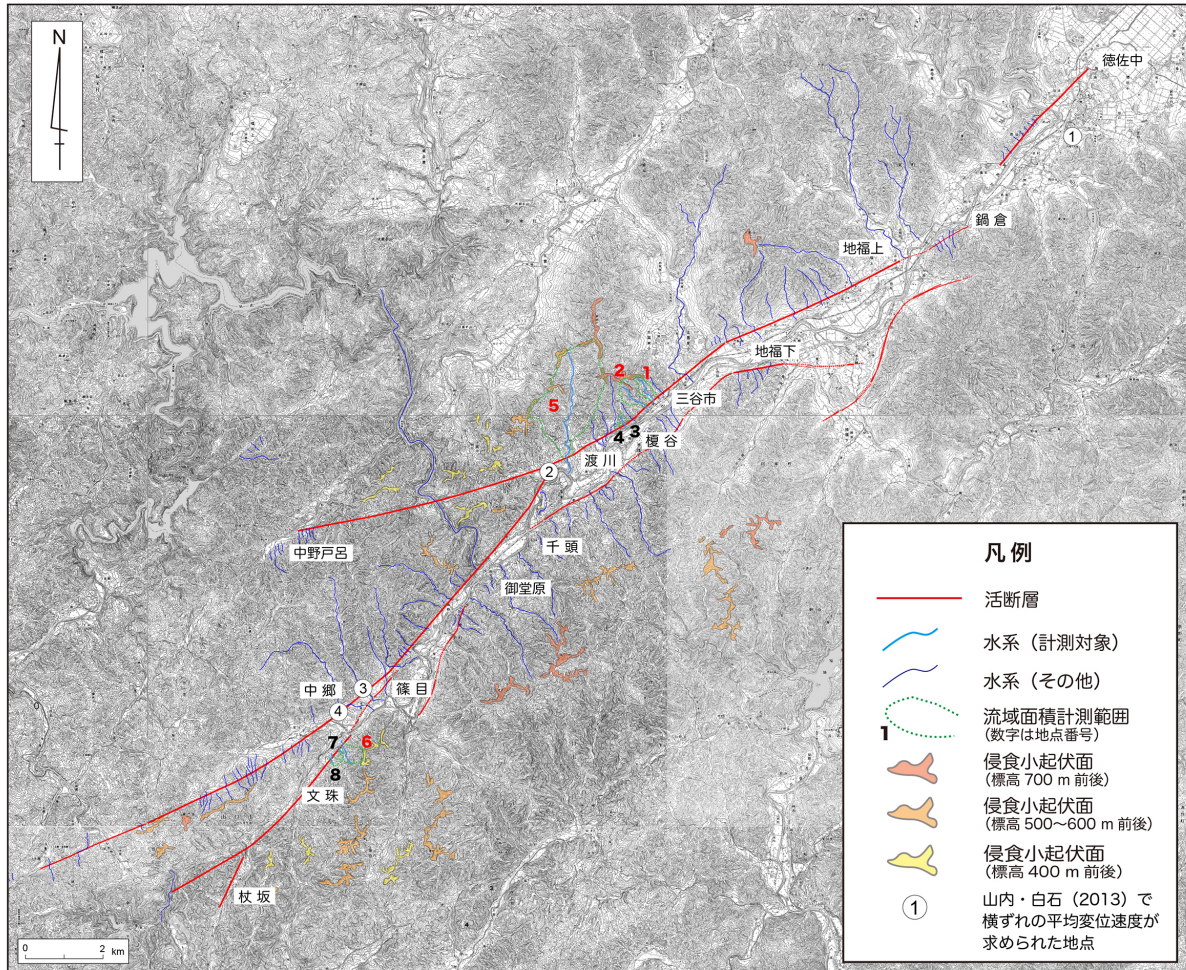 N
徳佐中
1
鍋倉
地福上
地福下
2
1
三谷市
5
3
4
榎谷
渡川
2
中野戸呂
千頭
御堂原
3
篠目
中郷
4
7
6
8
文珠
杖坂
0 2 km
凡例
活断層
水系（計測対象）
水系（その他）
流域面積計測範囲
1
(数字は地点番号)
侵食小起伏面
(標高 700 m 前後)
侵食小起伏面
(標高 500〜600 m 前後)
侵食小起伏面
(標高 400 m 前後)
1
山内・白石（2013）で
横ずれの平均変位速度が
求められた地点